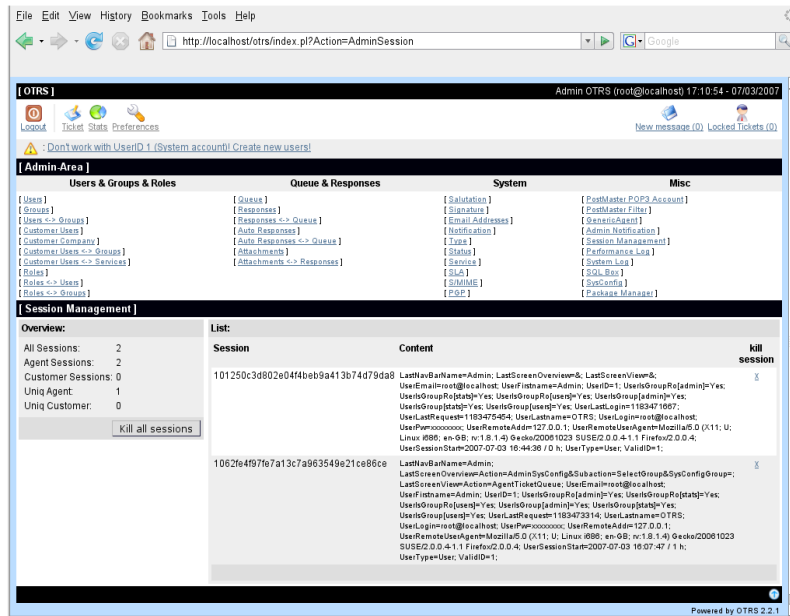 File Edit View History Bookmarks Tools Help
http://localhost/otrs/index.pl?Action=AdminSession
G Google
[ OTRS ]
Admin OTRS (root@localhost) 17:10:54 - 07/03/2007
Logout Ticket Stats Preferences
New message (0) Locked Tickets (0)
: Don't work with UserID 1 (System account)! Create new users!
[ Admin-Area ]
Users & Groups & Roles Queue & Responses System Misc
[ Users ] [ Queue ] [ Salutation ] [ PostMaster POP3 Account ]
[ Groups ] [ Responses ] [ Signature ] [ PostMaster Filter ]
[ Users <-> Groups ] [ Responses <-> Queue ] [ Email Addresses ] [ GenericAgent ]
[ Customer Users ] [ Auto Responses ] [ Notification ] [ Admin Notification ]
[ Customer Company ] [ Auto Responses <-> Queue ] [ Type ] [ Session Management ]
[ Customer Users <-> Groups ] [ Attachments ] [ Status ] [ Performance Log ]
[ Customer Users <-> Services ] [ Attachments <-> Responses ] [ Service ] [ System Log ]
[ Roles ] [ SLA ] [ SQL Box ]
[ Roles <-> Users ] [ S/MIME ] [ SysConfig ]
[ Roles <-> Groups ] [ PGP ] [ Package Manager ]
[ Session Management ]
Overview:
All Sessions: 2
Agent Sessions: 2
Customer Sessions: 0
Uniq Agent: 1
Uniq Customer: 0
Kill all sessions
List:
Session Content kill session
101250c3d802e04f4beb9a413b74d79da8 LastNavBarName=Admin; LastScreenOverview=&; LastScreenView=&; x
UserEmail=root@localhost; UserFirstname=Admin; UserID=1; UserIsGroupRo[admin]=Yes;
UserIsGroupRo[stats]=Yes; UserIsGroupRo[users]=Yes; UserIsGroup[admin]=Yes;
UserIsGroup[stats]=Yes; UserIsGroup[users]=Yes; UserLastLogin=1183471667;
UserLastRequest=1183475454; UserLastname=OTRS; UserLogin=root@localhost;
UserPw=xxxxxxxx; UserRemoteAddr=127.0.0.1; UserRemoteUserAgent=Mozilla/5.0 (X11; U;
Linux i686; en-GB; rv:1.8.1.4) Gecko/20061023 SUSE/2.0.0.4-1.1 Firefox/2.0.0.4;
UserSessionStart=2007-07-03 16:44:36 / 0 h; UserType=User; ValidID=1;
1062fe4f97fe7a13c7a963549e21ce86ce LastNavBarName=Admin; x
LastScreenOverview=Action=AdminSysConfig&Subaction=SelectGroup&SysConfigGroup=;
LastScreenView=Action=AgentTicketQueue; UserEmail=root@localhost;
UserFirstname=Admin; UserID=1; UserIsGroupRo[admin]=Yes; UserIsGroupRo[stats]=Yes;
UserIsGroupRo[users]=Yes; UserIsGroup[admin]=Yes; UserIsGroup[stats]=Yes;
UserIsGroup[users]=Yes; UserLastRequest=1183473314; UserLastname=OTRS;
UserLogin=root@localhost; UserPw=xxxxxxxx; UserRemoteAddr=127.0.0.1;
UserRemoteUserAgent=Mozilla/5.0 (X11; U; Linux i686; en-GB; rv:1.8.1.4) Gecko/20061023
SUSE/2.0.0.4-1.1 Firefox/2.0.0.4; UserSessionStart=2007-07-03 16:07:47 / 1 h;
UserType=User; ValidID=1;
Powered by OTRS 2.2.1